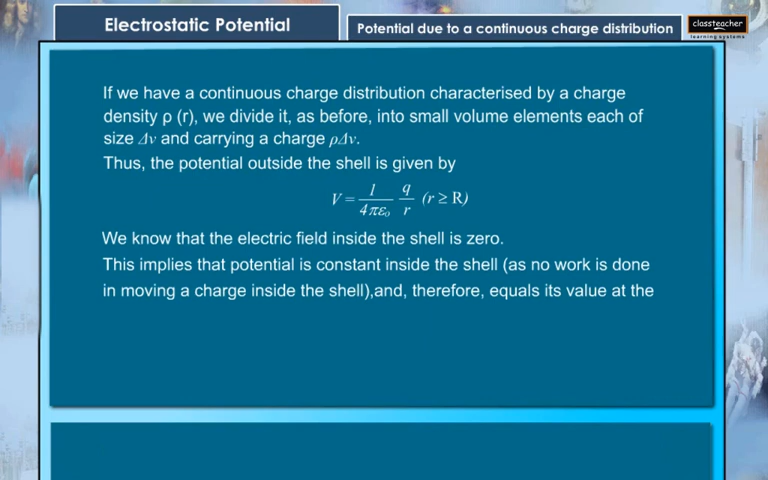 Electrostatic Potential
Potential due to a continuous charge distribution
classteacher
learning systems
If we have a continuous charge distribution characterised by a charge
density ρ (r), we divide it, as before, into small volume elements each of
size Δv and carrying a charge ρΔv.
Thus, the potential outside the shell is given by
V = 1/4πε₀ q/r (r ≥ R)
We know that the electric field inside the shell is zero.
This implies that potential is constant inside the shell (as no work is done
in moving a charge inside the shell),and, therefore, equals its value at the